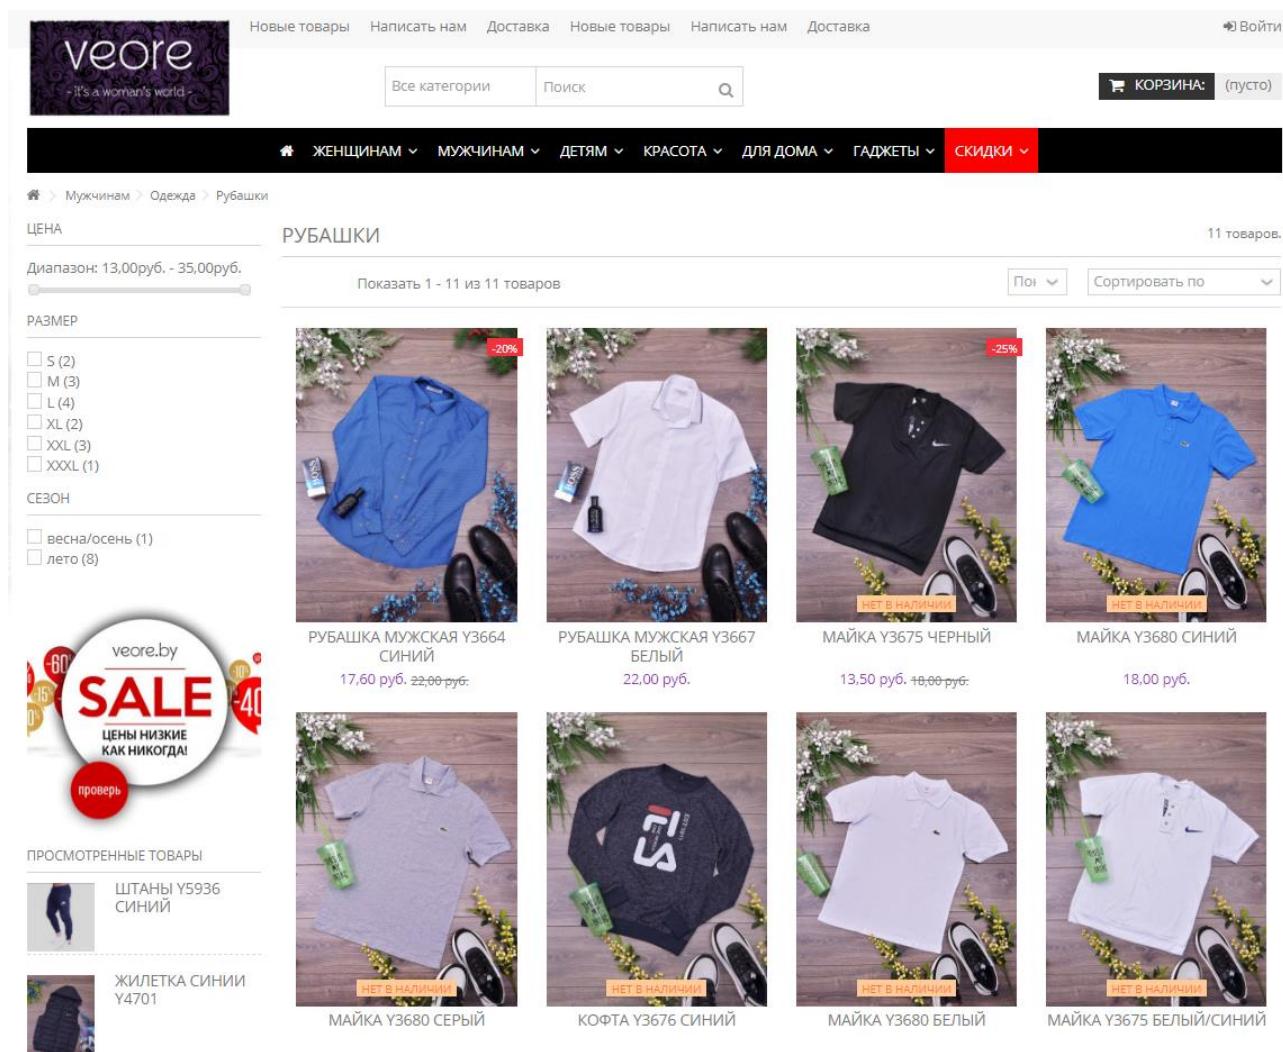 Новые товары Написать нам Доставка Новые товары Написать нам Доставка
Войти
veore
- it's a woman's world -
Все категории
Поиск
КОРЗИНА: (пусто)
ЖЕНЩИНАМ МУЖЧИНАМ ДЕТЯМ КРАСОТА ДЛЯ ДОМА ГАДЖЕТЫ СКИДКИ
Мужчинам > Одежда > Рубашки
ЦЕНА
Диапазон: 13,00руб. - 35,00руб.
РАЗМЕР
S (2)
M (3)
L (4)
XL (2)
XXL (3)
XXXL (1)
СЕЗОН
весна/осень (1)
лето (8)
veore.by
SALE
ЦЕНЫ НИЗКИЕ
КАК НИКОГДА!
проверь
-60
-15
-10%
-40
ПРОСМОТРЕННЫЕ ТОВАРЫ
ШТАНЫ Y5936
СИНИЙ
ЖИЛЕТКА СИНИИ
Y4701
РУБАШКИ
11 товаров.
Показать 1 - 11 из 11 товаров
Сортировать по
-20%
BOSS
РУБАШКА МУЖСКАЯ Y3664
СИНИЙ
17,60 руб. 22,00 руб.
BOSS
РУБАШКА МУЖСКАЯ Y3667
БЕЛЫЙ
22,00 руб.
-25%
НЕТ В НАЛИЧИИ
МАЙКА Y3675 ЧЕРНЫЙ
13,50 руб. 18,00 руб.
НЕТ В НАЛИЧИИ
МАЙКА Y3680 СИНИЙ
18,00 руб.
НЕТ В НАЛИЧИИ
МАЙКА Y3680 СЕРЫЙ
FILA
НЕТ В НАЛИЧИИ
КОФТА Y3676 СИНИЙ
НЕТ В НАЛИЧИИ
МАЙКА Y3680 БЕЛЫЙ
НЕТ В НАЛИЧИИ
МАЙКА Y3675 БЕЛЫЙ/СИНИЙ